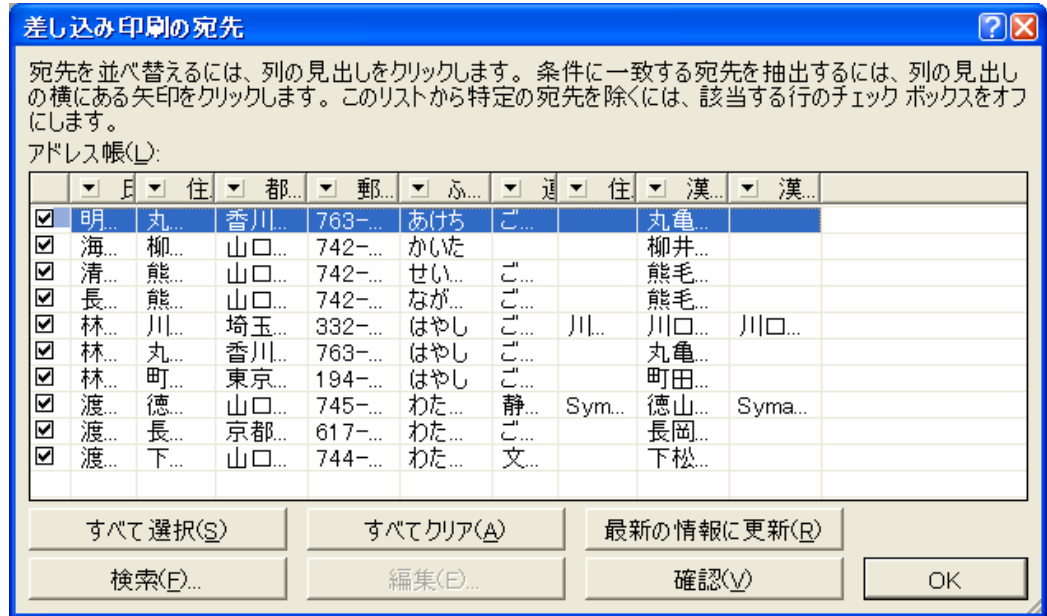 差し込み印刷の宛先
宛先を並べ替えるには、列の見出しをクリックします。条件に一致する宛先を抽出するには、列の見出し
の横にある矢印をクリックします。このリストから特定の宛先を除くには、該当する行のチェック ボックスをオフ
にします。
アドレス帳(L):
住 都... 郵... ふ... 連 住 漢... 漢...
明... 丸... 香川... 763-... あけち ご... 丸亀...
海... 柳... 山口... 742-... かいた 柳井...
清... 熊... 山口... 742-... せい... ご... 熊毛...
長... 熊... 山口... 742-... なが... ご... 熊毛...
林... 川... 埼玉... 332-... はやし ご... 川... 川口... 川口...
林... 丸... 香川... 763-... はやし ご... 丸亀...
林... 町... 東京... 194-... はやし ご... 町田...
渡... 徳... 山口... 745-... わた... 静... Sym... 徳山... Syma...
渡... 長... 京都... 617-... わた... ご... 長岡...
渡... 下... 山口... 744-... わた... 文... 下松...
すべて選択(S) すべてクリア(A) 最新の情報に更新(R)
検索(F)... 編集(E)... 確認(V) OK